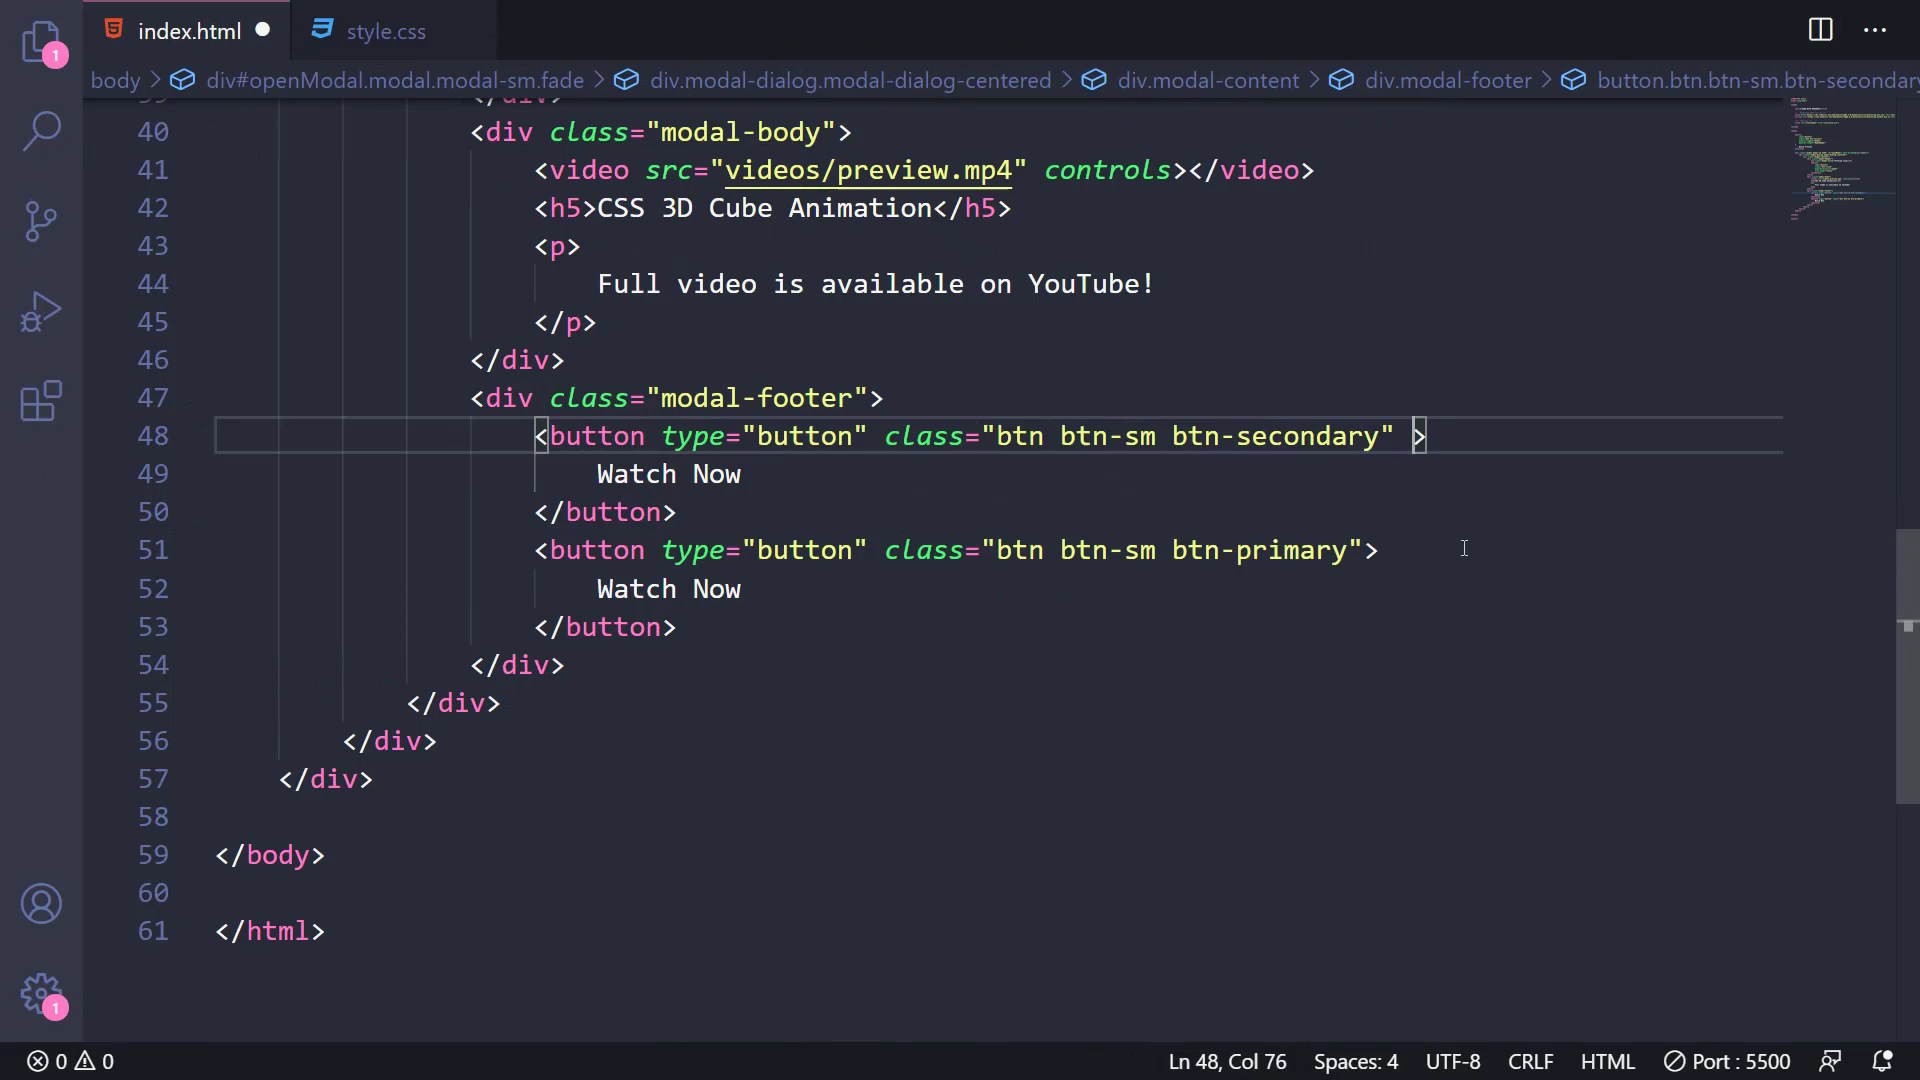 1
index.html
style.css
body > div#openModal.modal.modal-sm.fade > div.modal-dialog.modal-dialog-centered > div.modal-content > div.modal-footer > button.btn.btn-sm.btn-secondary
39 </div>
40 <div class="modal-body">
41 <video src="videos/preview.mp4" controls></video>
42 <h5>CSS 3D Cube Animation</h5>
43 <p>
44 Full video is available on YouTube!
45 </p>
46 </div>
47 <div class="modal-footer">
48 <button type="button" class="btn btn-sm btn-secondary" >
49 Watch Now
50 </button>
51 <button type="button" class="btn btn-sm btn-primary">
52 Watch Now
53 </button>
54 </div>
55 </div>
56 </div>
57 </div>
58
59 </body>
60
61 </html>
1
0 0 Ln 48, Col 76 Spaces: 4 UTF-8 CRLF HTML Port : 5500